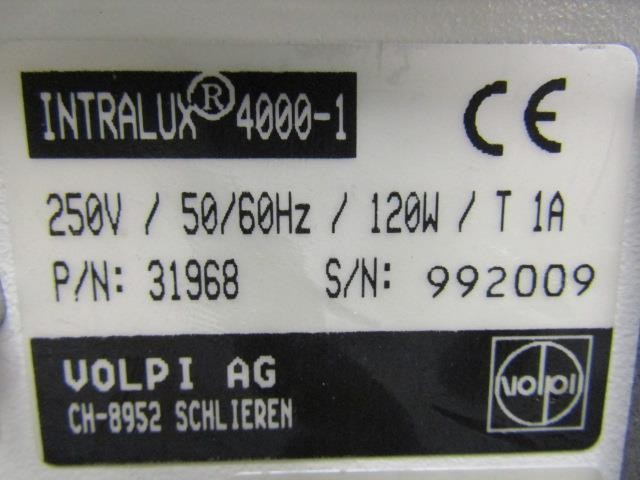 INTRALUX® 4000-1
CE
250V / 50/60Hz / 120W / T 1A
P/N: 31968 S/N: 992009
VOLPI AG
CH-8952 SCHLIEREN
volpi